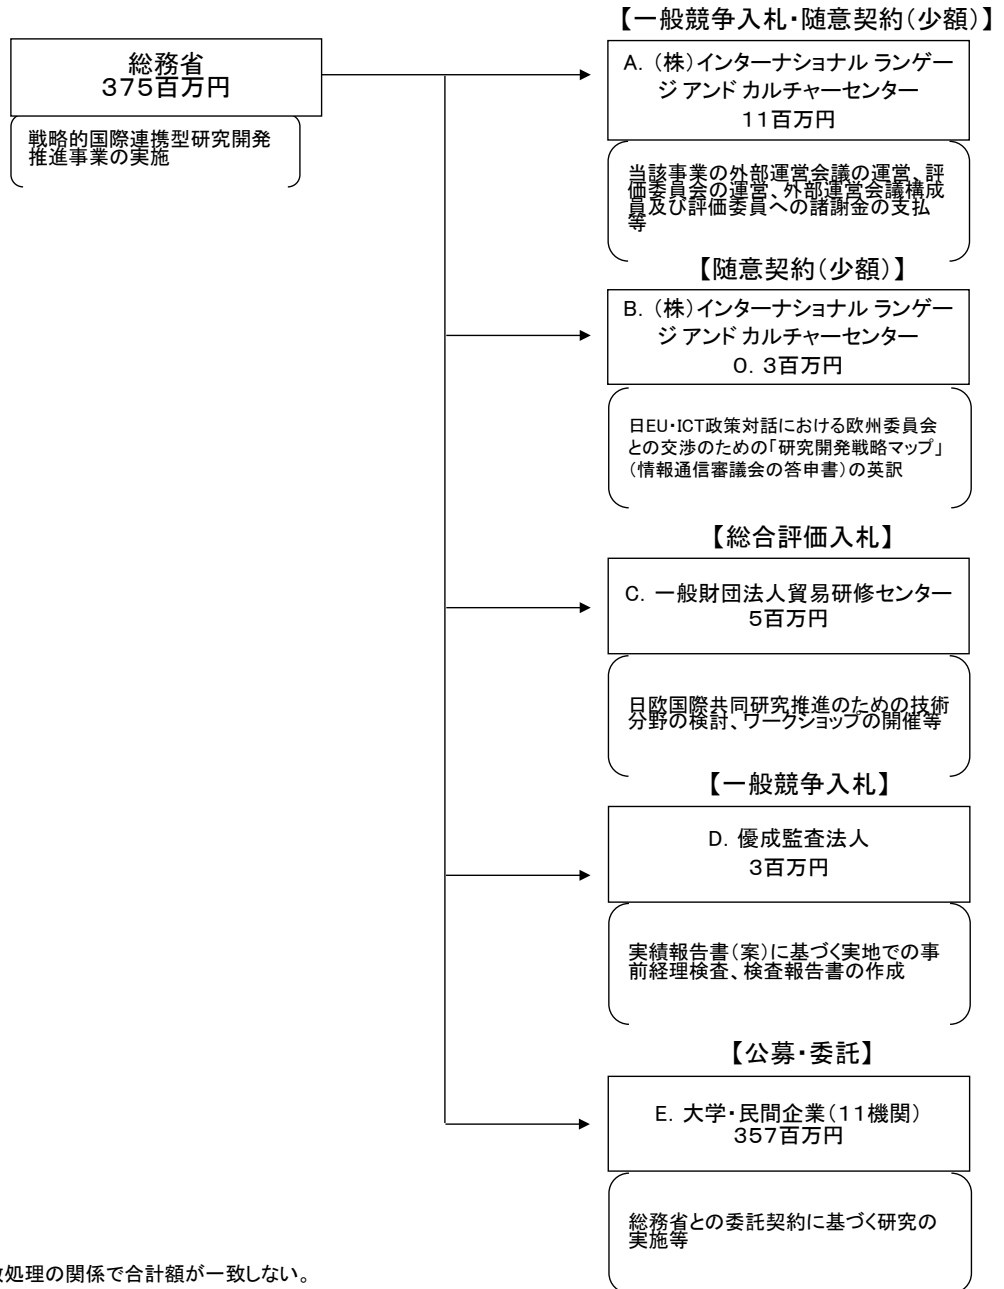 総務省
375百万円
戦略的国際連携型研究開発
推進事業の実施
【一般競争入札・随意契約(少額)】
A. (株)インターナショナル ランゲー
ジ アンド カルチャーセンター
11百万円
当該事業の外部運営会議の運営、評
価委員会の運営、外部運営会議構成
員及び評価委員への諸謝金の支払
等
【随意契約(少額)】
B. (株)インターナショナル ランゲー
ジ アンド カルチャーセンター
0. 3百万円
日EU・ICT政策対話における欧州委員会
との交渉のための「研究開発戦略マップ」
(情報通信審議会の答申書)の英訳
【総合評価入札】
C. 一般財団法人貿易研修センター
5百万円
日欧国際共同研究推進のための技術
分野の検討、ワークショップの開催等
【一般競争入札】
D. 優成監査法人
3百万円
実績報告書(案)に基づく実地での事
前経理検査、検査報告書の作成
【公募・委託】
E. 大学・民間企業(11機関)
357百万円
総務省との委託契約に基づく研究の
実施等
処理の関係で合計額が一致しない。